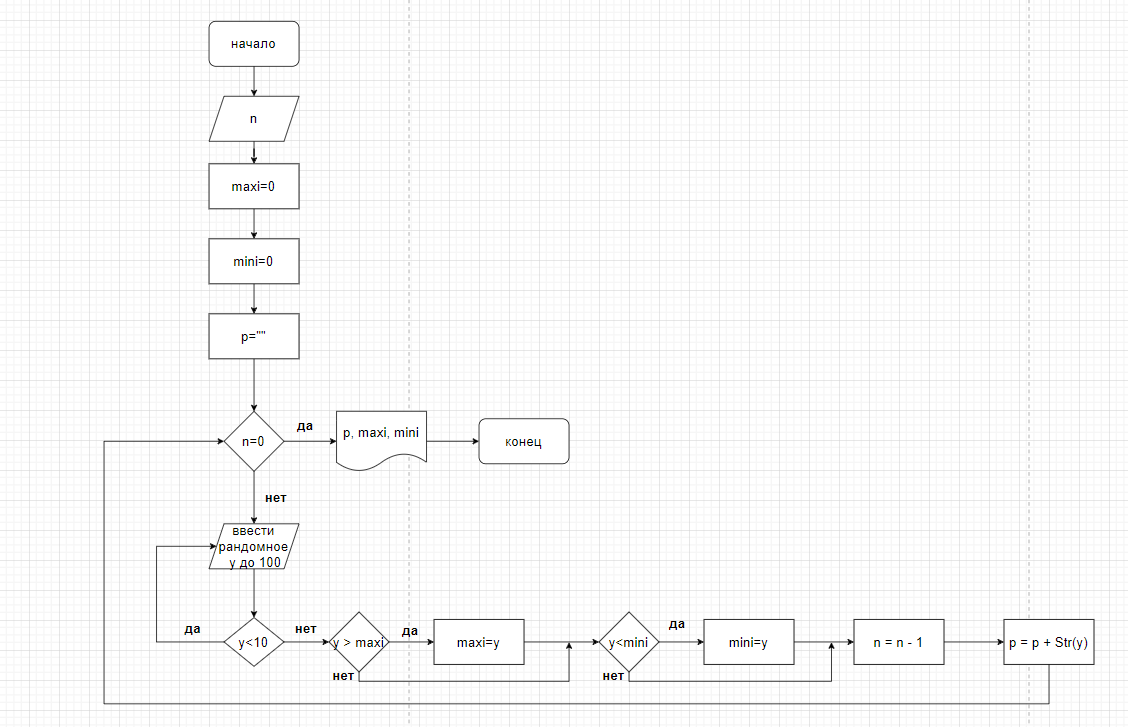 начало
n
maxi=0
mini=0
p=""
n=0
да
p, maxi, mini
конец
нет
ввести
рандомное
y до 100
y<10
да
нет
y > maxi
да
нет
maxi=y
y<mini
да
нет
mini=y
n = n - 1
p = p + Str(y)